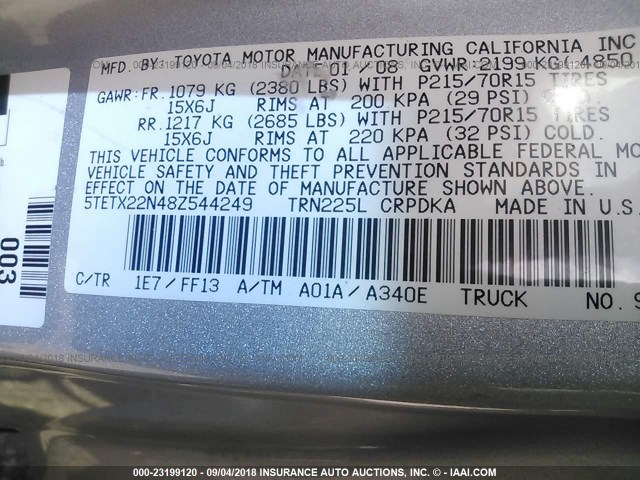 MFD. BY: TOYOTA MOTOR MANUFACTURING CALIFORNIA INC
DATE 01 / 08 GVWR 2199 KG (4850
GAWR: FR. 1079 KG (2380 LBS) WITH P215/70R15 TIRES
15X6J RIMS AT 200 KPA (29 PSI) COLD.
RR. 1217 KG (2685 LBS) WITH P215/70R15 TIRES
15X6J RIMS AT 220 KPA (32 PSI) COLD.
THIS VEHICLE CONFORMS TO ALL APPLICABLE FEDERAL MO
VEHICLE SAFETY AND THEFT PREVENTION STANDARDS IN
EFFECT ON THE DATE OF MANUFACTURE SHOWN ABOVE.
5TETX22N48Z544249 TRN225L CRPDKA MADE IN U.S.
003
C/TR 1E7 / FF13 A/TM A01A / A340E TRUCK NO. 9
000-23199120 - 09/04/2018 INSURANCE AUTO AUCTIONS, INC. - IAAI.COM